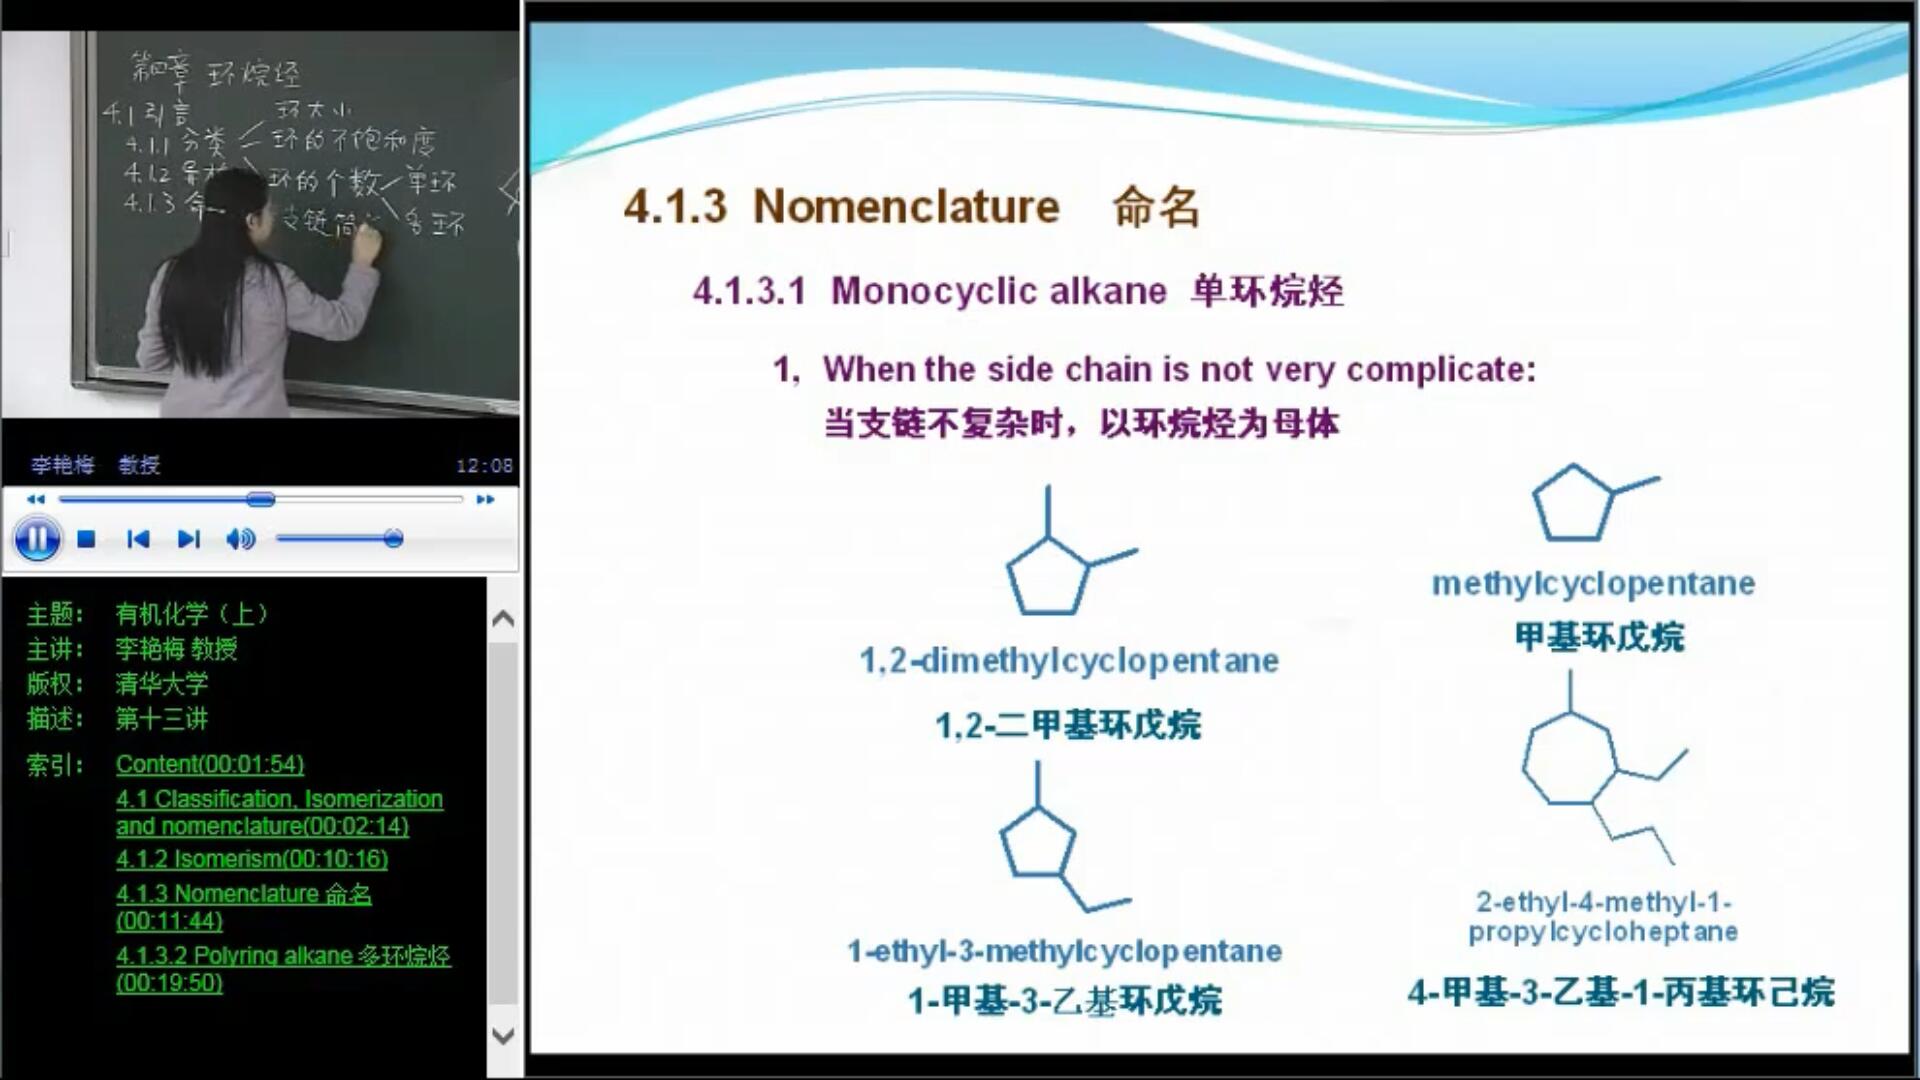 第四章 环烷烃
4.1 引言
环大小
4.1.1 分类
环的不饱和度
4.1.2 异
环的个数
单环
4.1.3 命
支链简
多环
李艳梅 教授
12:08
主题： 有机化学（上）
主讲： 李艳梅 教授
版权： 清华大学
描述： 第十三讲
索引： Content(00:01:54)
4.1 Classification, Isomerization
and nomenclature(00:02:14)
4.1.2 Isomerism(00:10:16)
4.1.3 Nomenclature 命名
(00:11:44)
4.1.3.2 Polyring alkane 多环烷烃
(00:19:50)
4.1.3 Nomenclature 命名
4.1.3.1 Monocyclic alkane 单环烷烃
1, When the side chain is not very complicate:
当支链不复杂时，以环烷烃为母体
methylcyclopentane
甲基环戊烷
1,2-dimethylcyclopentane
1,2-二甲基环戊烷
1-ethyl-3-methylcyclopentane
1-甲基-3-乙基环戊烷
2-ethyl-4-methyl-1-
propylcycloheptane
4-甲基-3-乙基-1-丙基环己烷